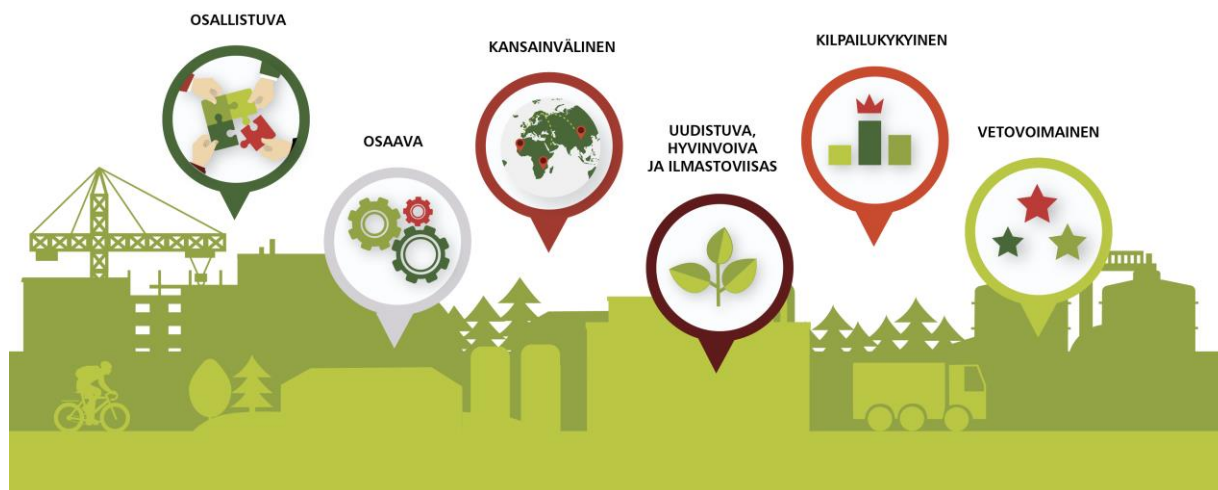 OSALLISTUVA
OSAAVA
KANSAINVÄLINEN
UUDISTUVA,
HYVINVOIVA
JA ILMASTOVIISAS
KILPAILUKYKYINEN
VETOVOIMAINEN